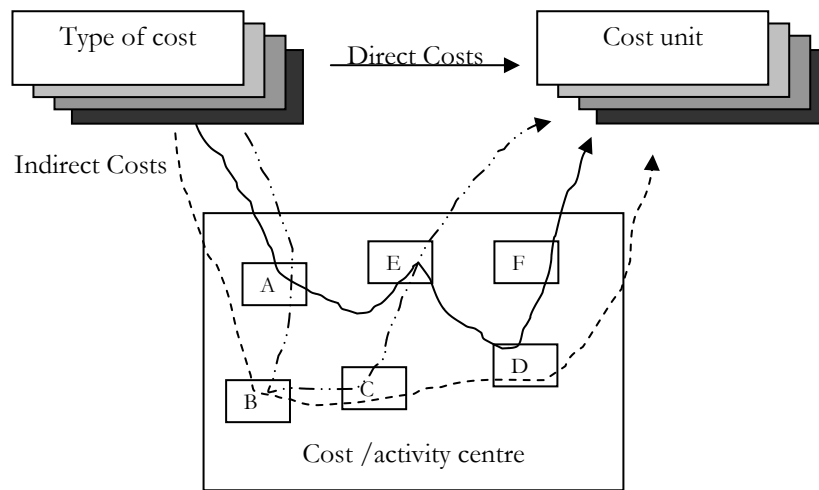 Type of cost
Cost unit
Direct Costs
Indirect Costs
E
F
A
D
C
B
Cost /activity centre